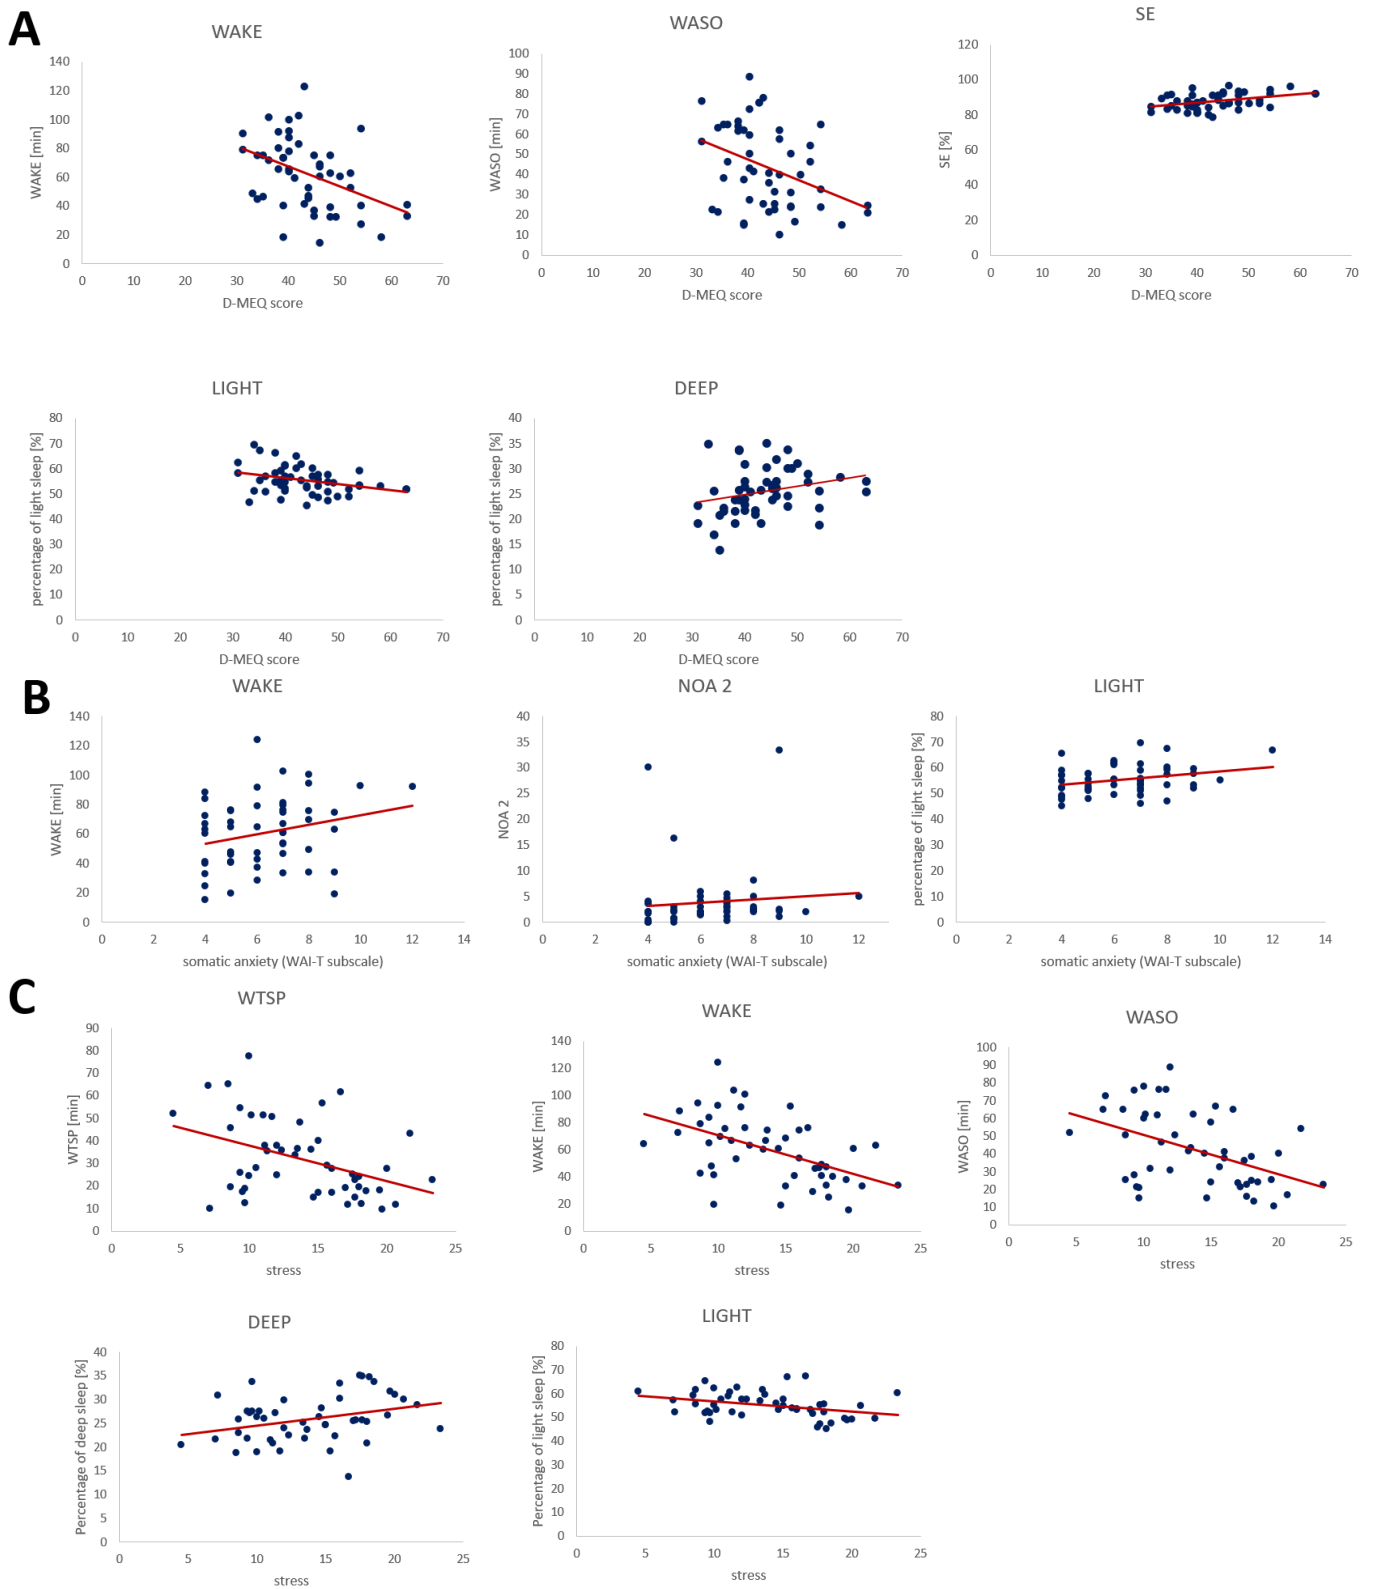 A
WAKE
WAKE [min]
140
120
100
80
60
40
20
0
0 10 20 30 40 50 60 70
D-MEQ score
WASO
WASO [min]
100
90
80
70
60
50
40
30
20
10
0
0 10 20 30 40 50 60 70
D-MEQ score
SE
SE [%]
120
100
80
60
40
20
0
0 10 20 30 40 50 60 70
D-MEQ score
LIGHT
percentage of light sleep [%]
80
70
60
50
40
30
20
10
0
0 10 20 30 40 50 60 70
D-MEQ score
DEEP
percentage of light sleep [%]
40
35
30
25
20
15
10
5
0
0 10 20 30 40 50 60 70
D-MEQ score
B
WAKE
WAKE [min]
140
120
100
80
60
40
20
0
0 2 4 6 8 10 12 14
somatic anxiety (WAI-T subscale)
NOA 2
NOA 2
40
35
30
25
20
15
10
5
0
0 2 4 6 8 10 12
somatic anxiety (WAI-T subscale)
LIGHT
percentage of light sleep [%]
80
70
60
50
40
30
20
10
0
0 2 4 6 8 10 12 14
somatic anxiety (WAI-T subscale)
C
WTSP
WTSP [min]
90
80
70
60
50
40
30
20
10
0
0 5 10 15 20 25
stress
WAKE
WAKE [min]
140
120
100
80
60
40
20
0
0 5 10 15 20 25
stress
WASO
WASO [min]
100
90
80
70
60
50
40
30
20
10
0
0 5 10 15 20 25
stress
DEEP
Percentage of deep sleep [%]
40
35
30
25
20
15
10
5
0
0 5 10 15 20 25
stress
LIGHT
Percentage of light sleep [%]
80
70
60
50
40
30
20
10
0
0 5 10 15 20 25
stress